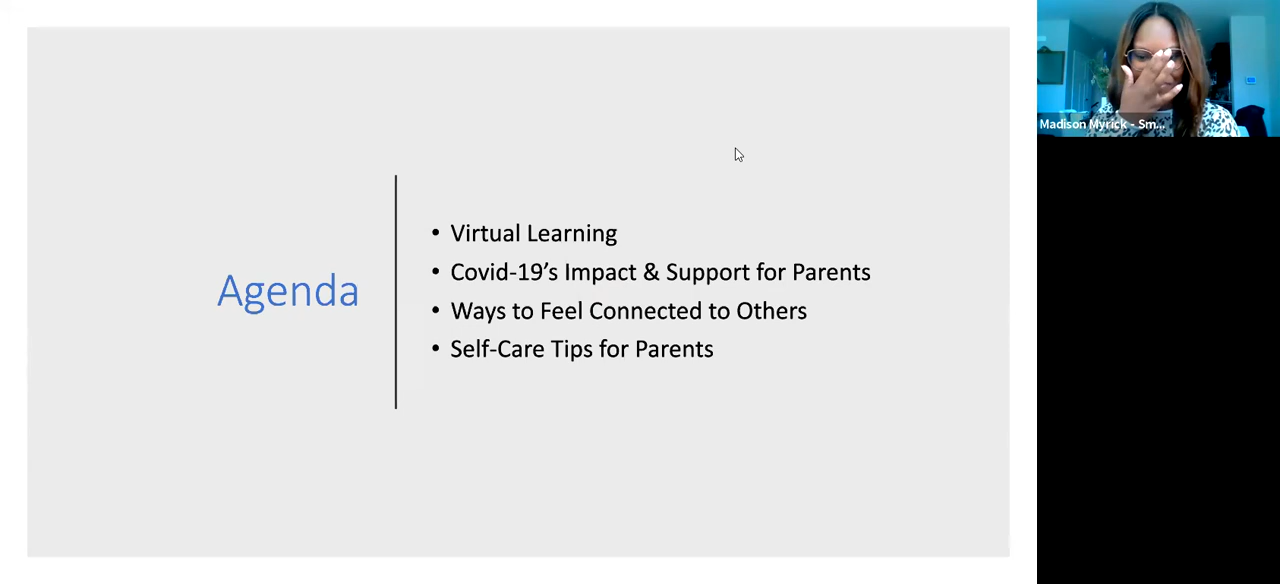 Agenda
• Virtual Learning
• Covid-19’s Impact & Support for Parents
• Ways to Feel Connected to Others
• Self-Care Tips for Parents
Madison Myrick - Sm...